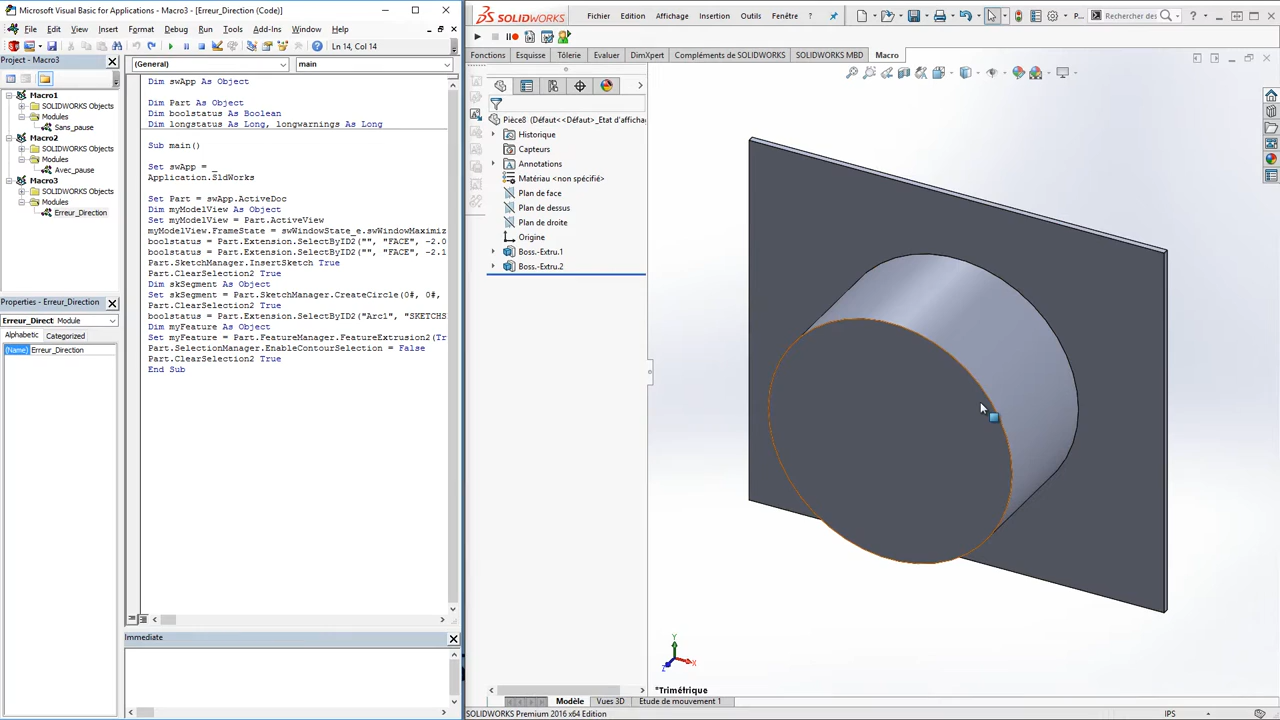 Microsoft Visual Basic for Applications - Macro3 - [Erreur_Direction (Code)]
File Edit View Insert Format Debug Run Tools Add-Ins Window Help
Ln 14, Col 14
Project - Macro3
Macro1
SOLIDWORKS Objects
Modules
Sans_pause
Macro2
SOLIDWORKS Objects
Modules
Avec_pause
Macro3
SOLIDWORKS Objects
Modules
Erreur_Direction
Properties - Erreur_Direction
Erreur_Direct Module
Alphabetic Categorized
(Name) Erreur_Direction
(General) main
Dim swApp As Object
Dim Part As Object
Dim boolstatus As Boolean
Dim longstatus As Long, longwarnings As Long
Sub main()
Set swApp = _
Application.SldWorks
Set Part = swApp.ActiveDoc
Dim myModelView As Object
Set myModelView = Part.ActiveView
myModelView.FrameState = swWindowState_e.swWindowMaximiz
boolstatus = Part.Extension.SelectByID2("", "FACE", -2.0
boolstatus = Part.Extension.SelectByID2("", "FACE", -2.1
Part.SketchManager.InsertSketch True
Part.ClearSelection2 True
Dim skSegment As Object
Set skSegment = Part.SketchManager.CreateCircle(0#, 0#,
Part.ClearSelection2 True
boolstatus = Part.Extension.SelectByID2("Arc1", "SKETCHS
Dim myFeature As Object
Set myFeature = Part.FeatureManager.FeatureExtrusion2(Tr
Part.SelectionManager.EnableContourSelection = False
Part.ClearSelection2 True
End Sub
Immediate
SOLIDWORKS Fichier Edition Affichage Insertion Outils Fenêtre P... Rechercher des
Fonctions Esquisse Tôlerie Evaluer DimXpert Compléments de SOLIDWORKS SOLIDWORKS MBD Macro
Pièce8 (Défaut<<Défaut>_Etat d'afficha
Historique
Capteurs
Annotations
Matériau <non spécifié>
Plan de face
Plan de dessus
Plan de droite
Origine
Boss.-Extru.1
Boss.-Extru.2
Y
X
Z
*Trimétrique
Modèle Vues 3D Etude de mouvement 1
SOLIDWORKS Premium 2016 x64 Edition IPS